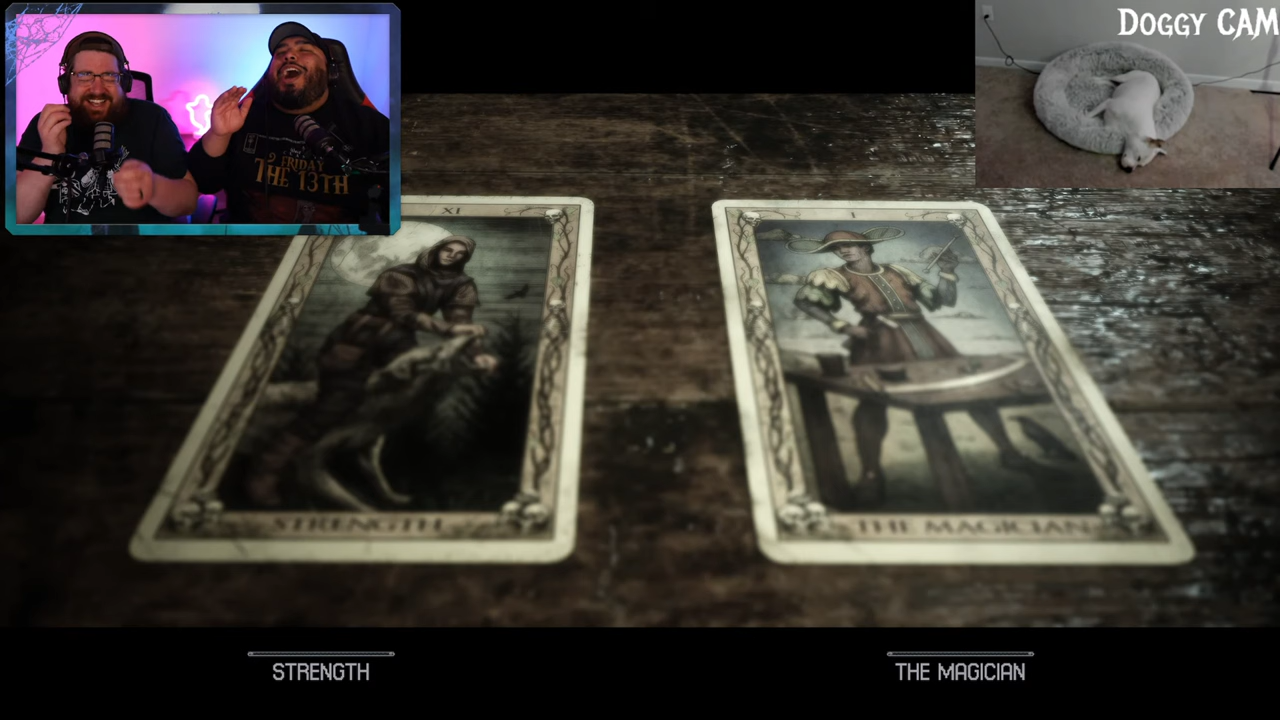 DOGGY CAM
FRIDAY
THE 13TH
XI
I
STRENGTH
THE MAGICIAN
STRENGTH
THE MAGICIAN